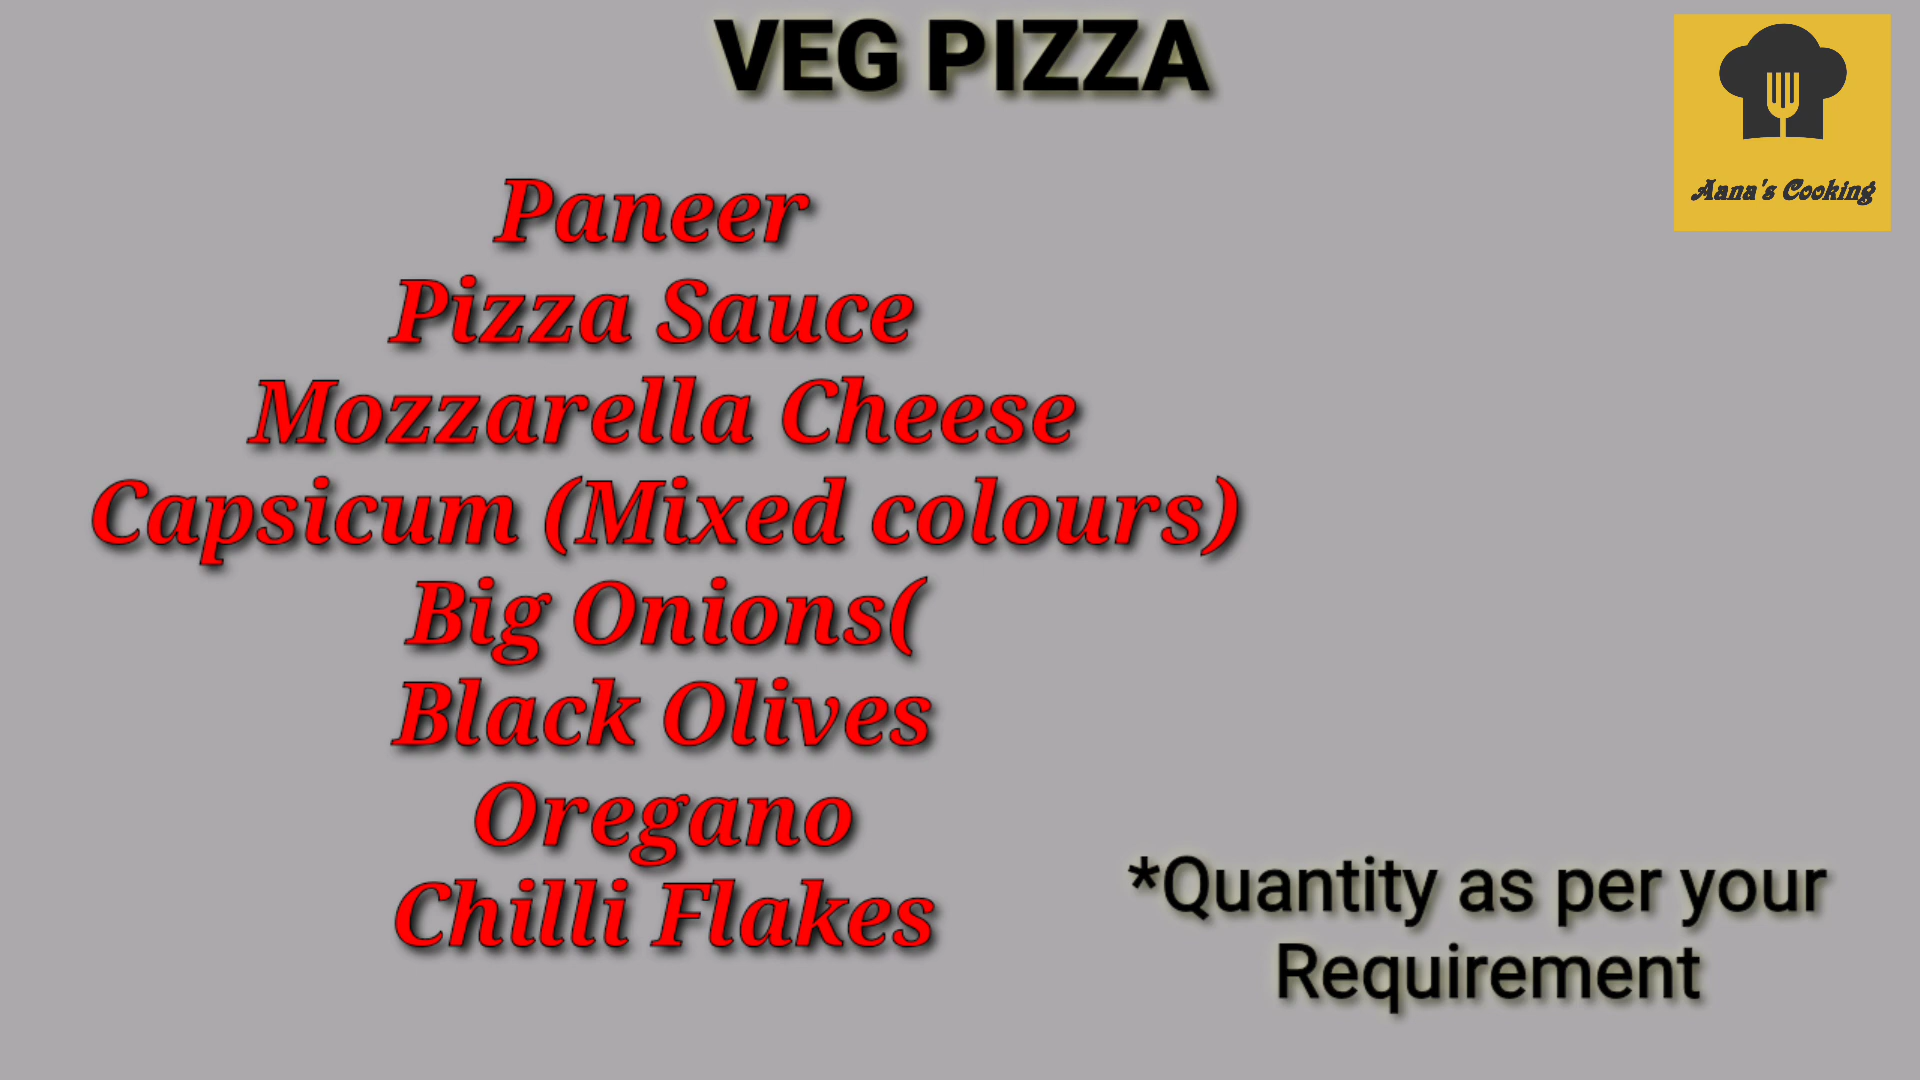 VEG PIZZA
Aana's Cooking
Paneer
Pizza Sauce
Mozzarella Cheese
Capsicum (Mixed colours)
Big Onions(
Black Olives
Oregano
Chilli Flakes
*Quantity as per your
Requirement